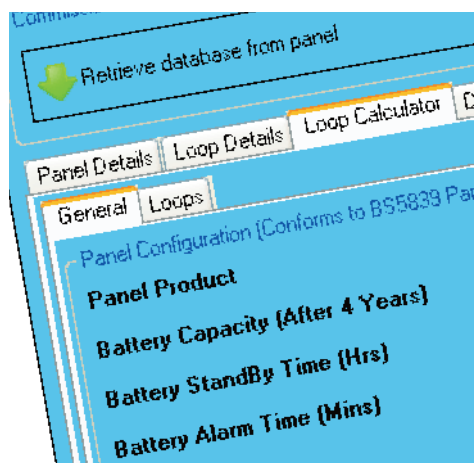 Retrieve database from panel
Panel Details Loop Details Loop Calculator
General Loops
Panel Configuration (Conforms to BS5839
Panel Product
Battery Capacity (After 4 Years)
Battery StandBy Time (Hrs)
Battery Alarm Time (Mins)